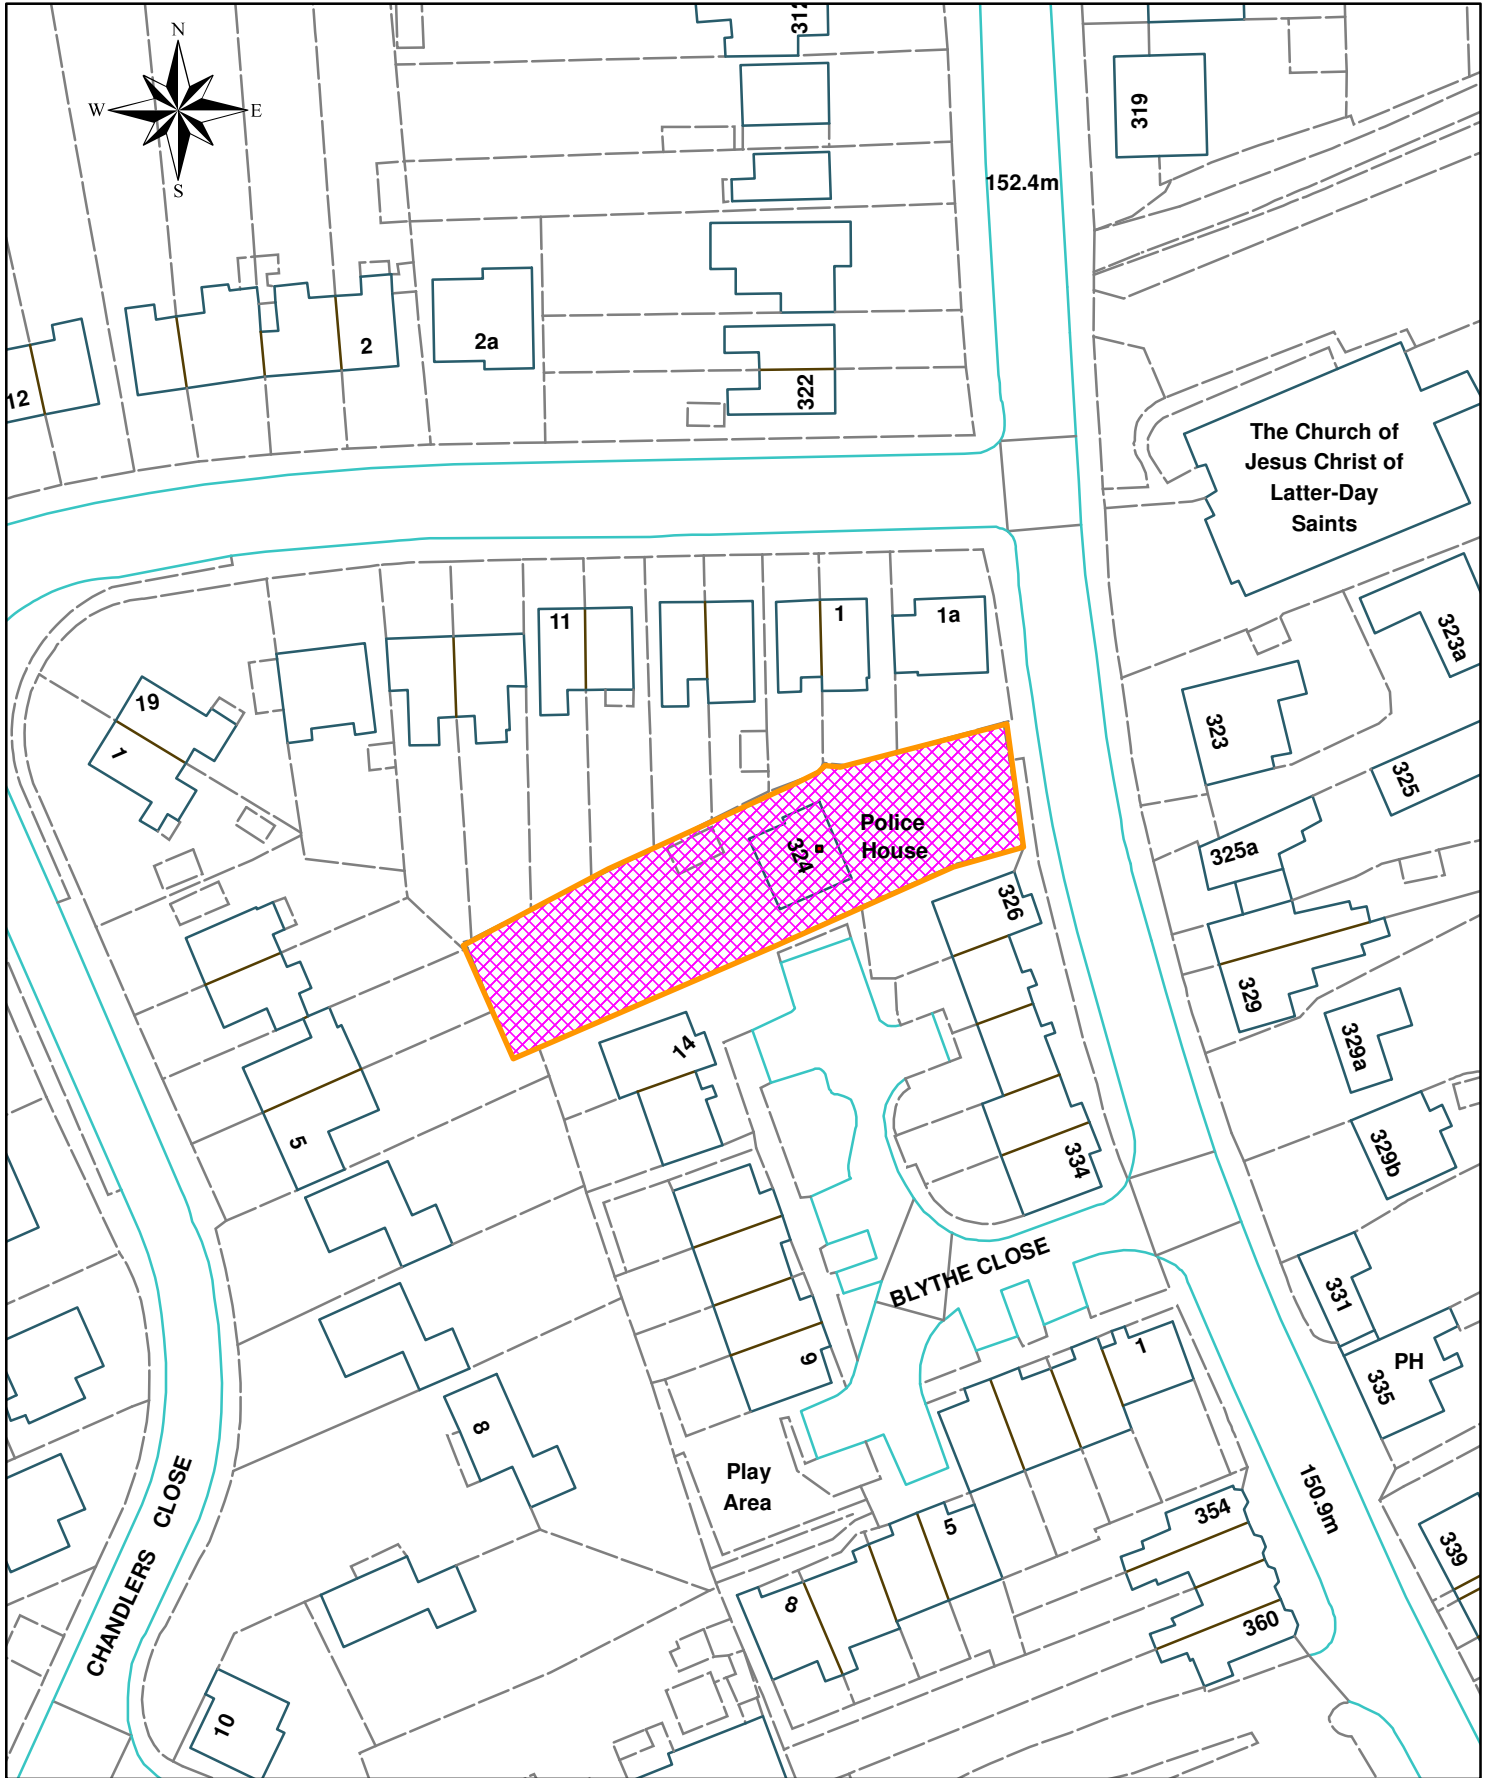 312
N
W
E
S
319
152.4m
2
2a
12
322
The Church of
Jesus Christ of
Latter-Day
Saints
11
1
1a
323a
19
1
323
325
Police
House
324
325a
326
329
14
329a
5
334
329b
BLYTHE CLOSE
331
1
PH
335
9
8
Play
Area
CHANDLERS CLOSE
150.9m
354
5
339
8
360
10